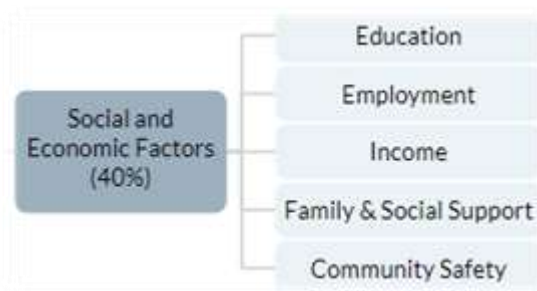 Social and
Economic Factors
(40%)
Education
Employment
Income
Family & Social Support
Community Safety